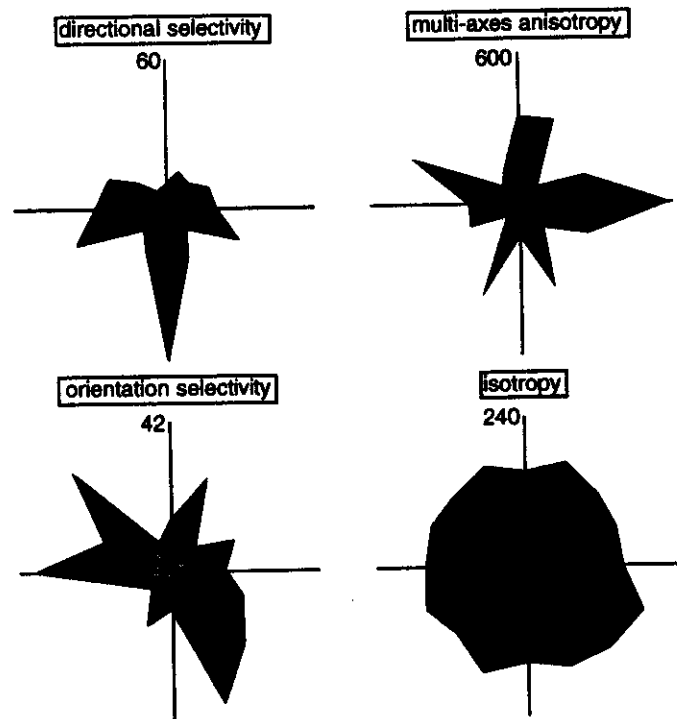 directional selectivity
60
multi-axes anisotropy
600
orientation selectivity
42
isotropy
240